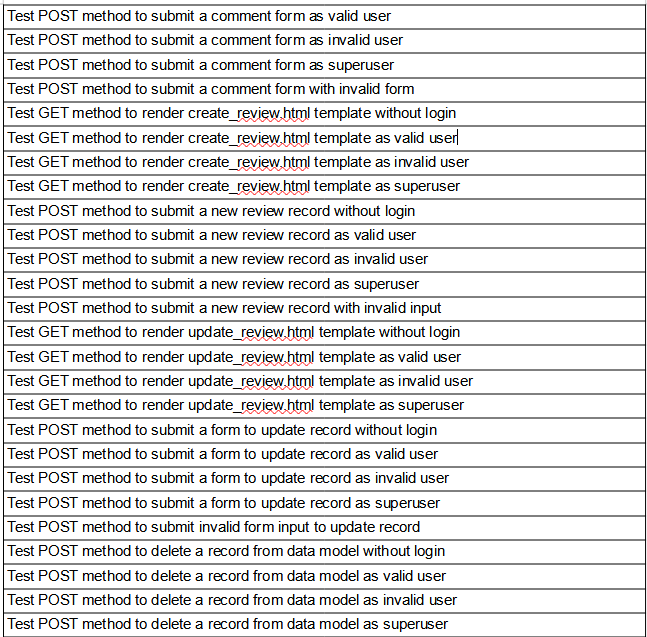 Test POST method to submit a comment form as valid user
Test POST method to submit a comment form as invalid user
Test POST method to submit a comment form as superuser
Test POST method to submit a comment form with invalid form
Test GET method to render create_review.html template without login
Test GET method to render create_review.html template as valid user
Test GET method to render create_review.html template as invalid user
Test GET method to render create_review.html template as superuser
Test POST method to submit a new review record without login
Test POST method to submit a new review record as valid user
Test POST method to submit a new review record as invalid user
Test POST method to submit a new review record as superuser
Test POST method to submit a new review record with invalid input
Test GET method to render update_review.html template without login
Test GET method to render update_review.html template as valid user
Test GET method to render update_review.html template as invalid user
Test GET method to render update_review.html template as superuser
Test POST method to submit a form to update record without login
Test POST method to submit a form to update record as valid user
Test POST method to submit a form to update record as invalid user
Test POST method to submit a form to update record as superuser
Test POST method to submit invalid form input to update record
Test POST method to delete a record from data model without login
Test POST method to delete a record from data model as valid user
Test POST method to delete a record from data model as invalid user
Test POST method to delete a record from data model as superuser